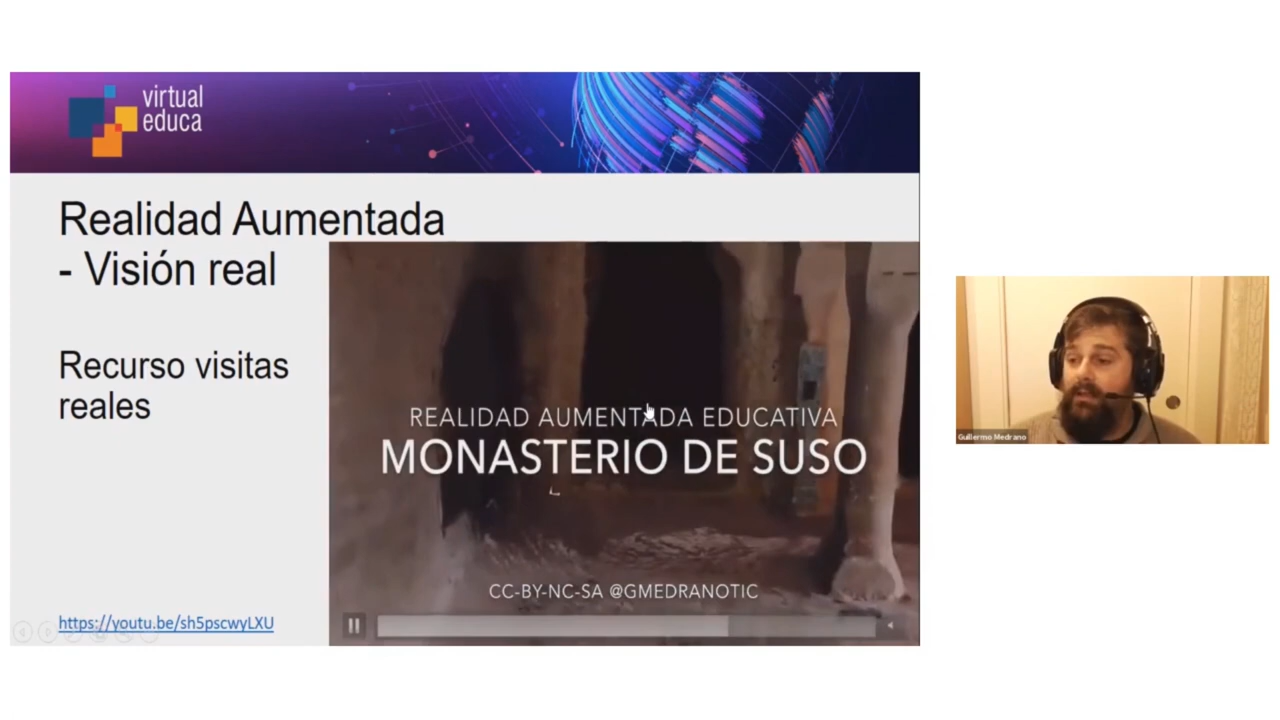 virtual
educa
Realidad Aumentada
- Visión real
Recurso visitas
reales
REALIDAD AUMENTADA EDUCATIVA
MONASTERIO DE SUSO
CC-BY-NC-SA @GMEDRANOTIC
https://youtu.be/sh5pscwyLXU
Guillermo Medrano